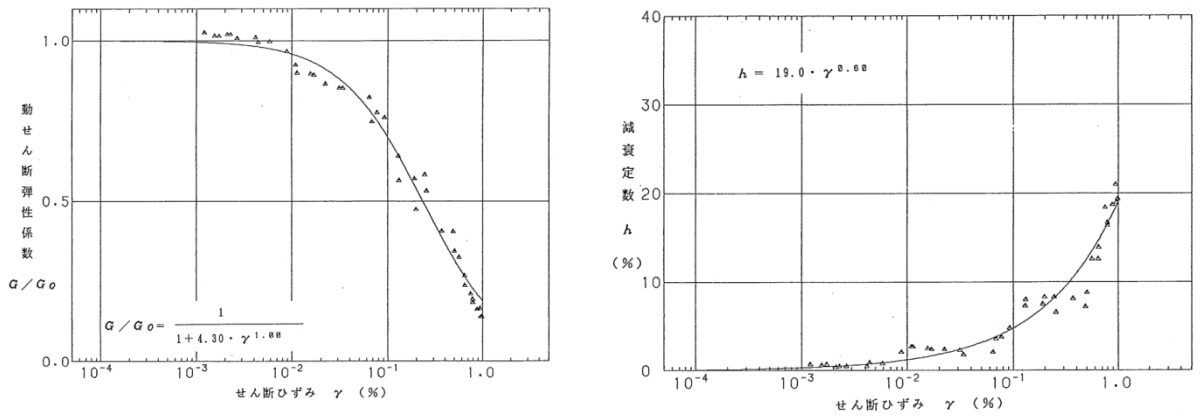 1.0
0.5
0.0
動せん断弾性係数
G/G₀
G/G₀= 1
1+4.30・γ^1.00
10^-4 10^-3 10^-2 10^-1 1.0
せん断ひずみ γ (%)
40
30
20
10
0
減衰定数
h
(%)
h = 19.0・γ^0.60
10^-4 10^-3 10^-2 10^-1 1.0
せん断ひずみ γ (%)